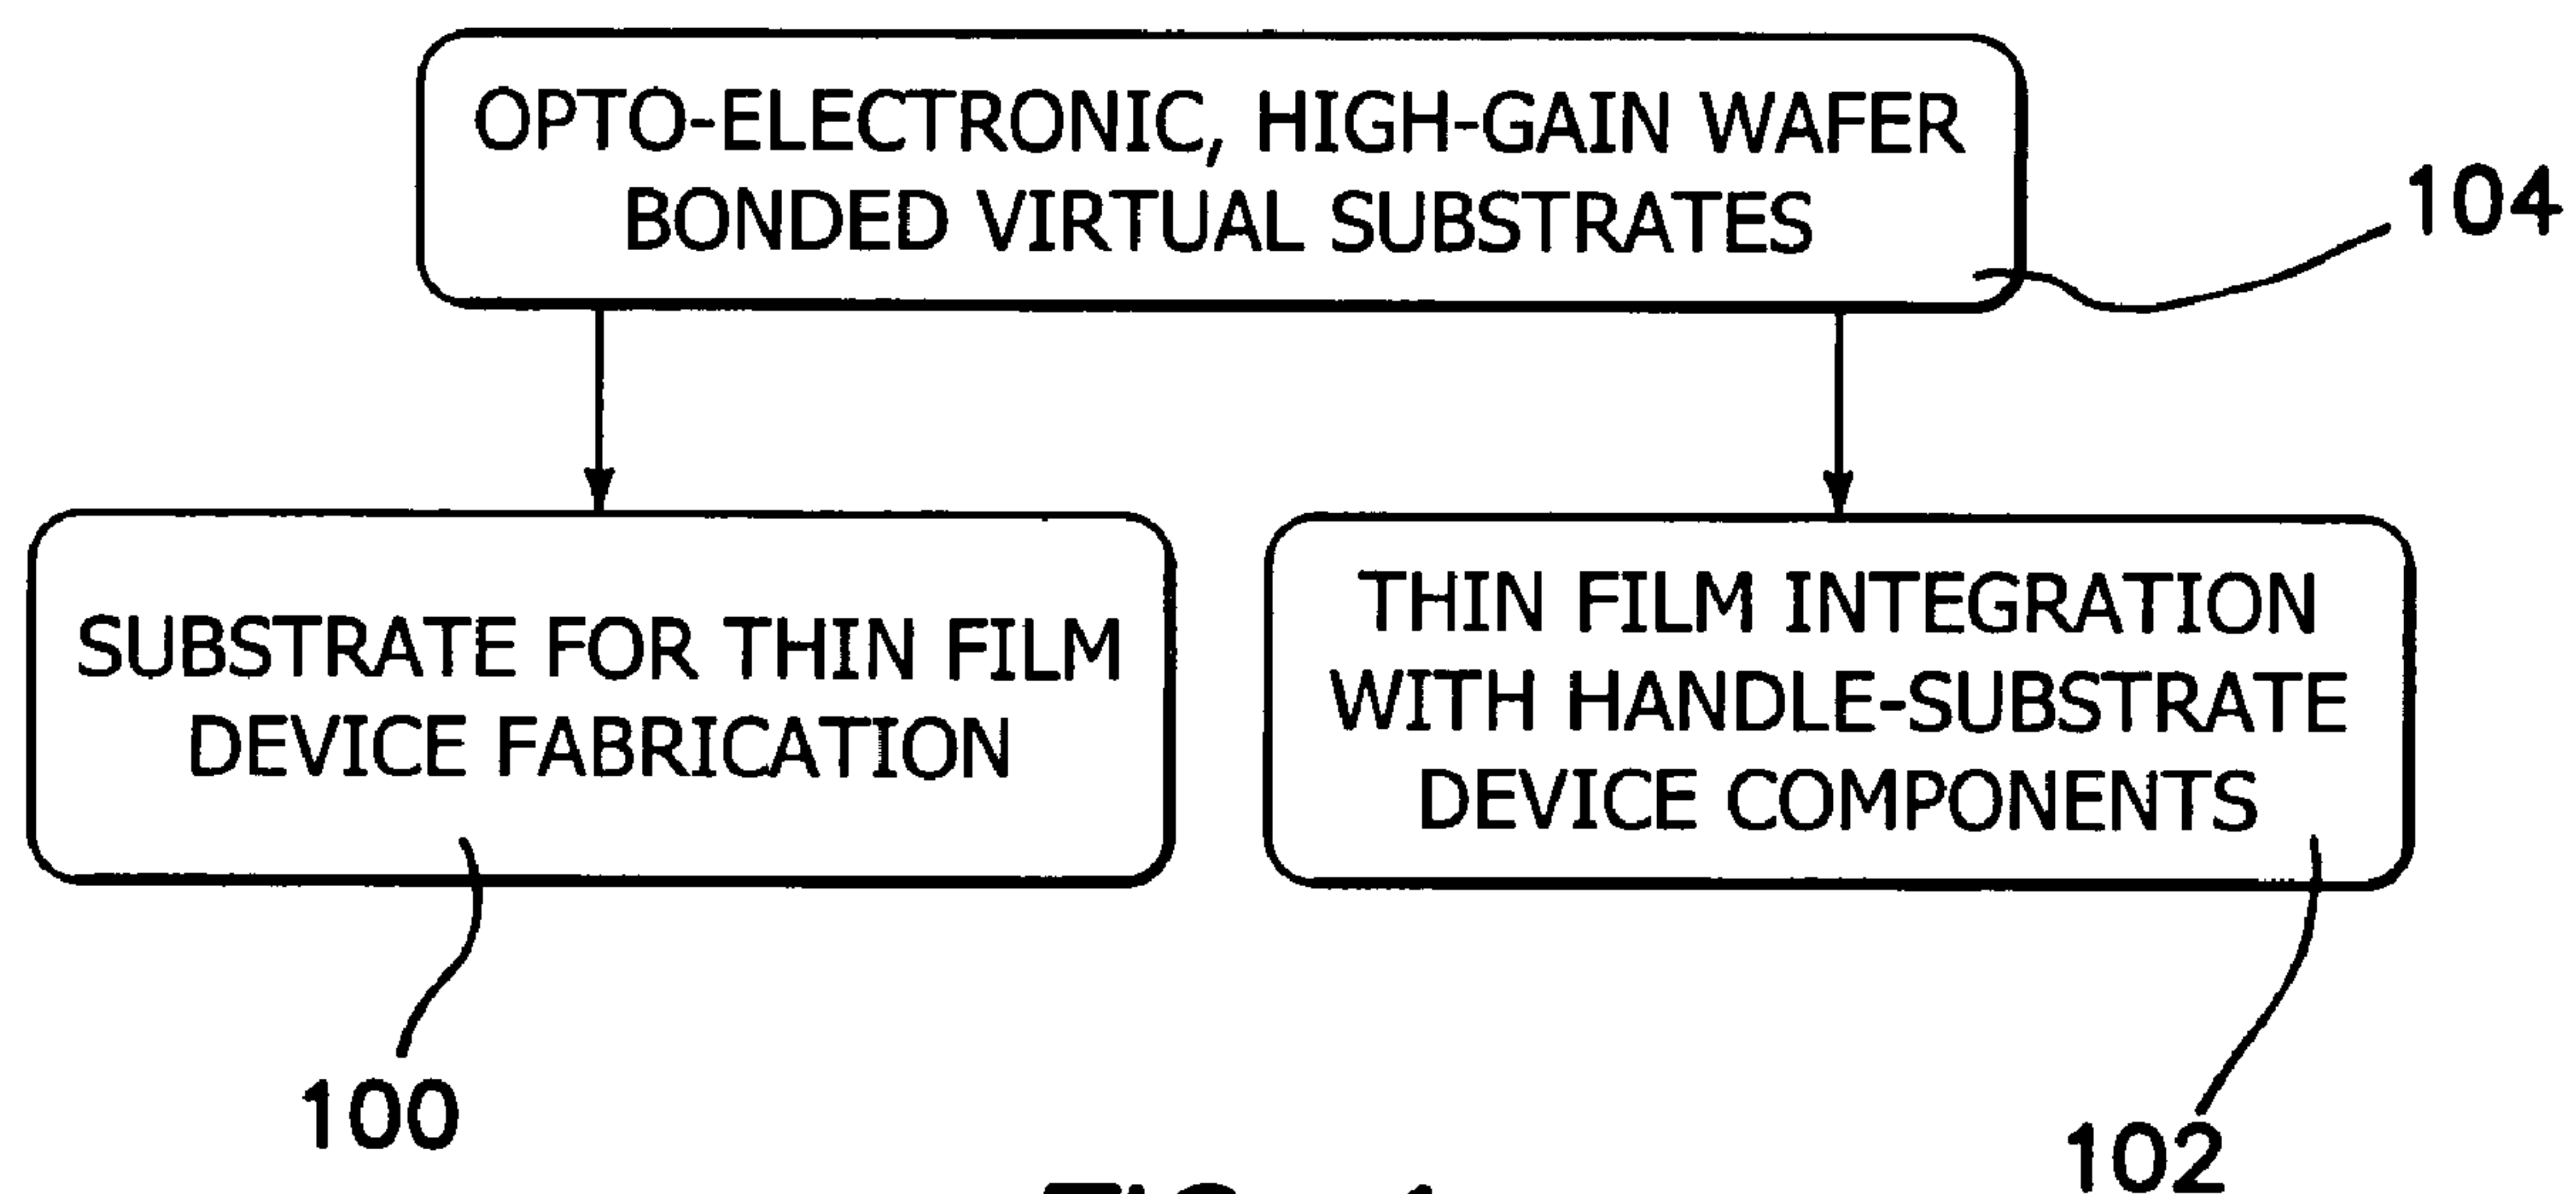 OPTO-ELECTRONIC, HIGH-GAIN WAFER
BONDED VIRTUAL SUBSTRATES
104
SUBSTRATE FOR THIN FILM
DEVICE FABRICATION
100
THIN FILM INTEGRATION
WITH HANDLE-SUBSTRATE
DEVICE COMPONENTS
102